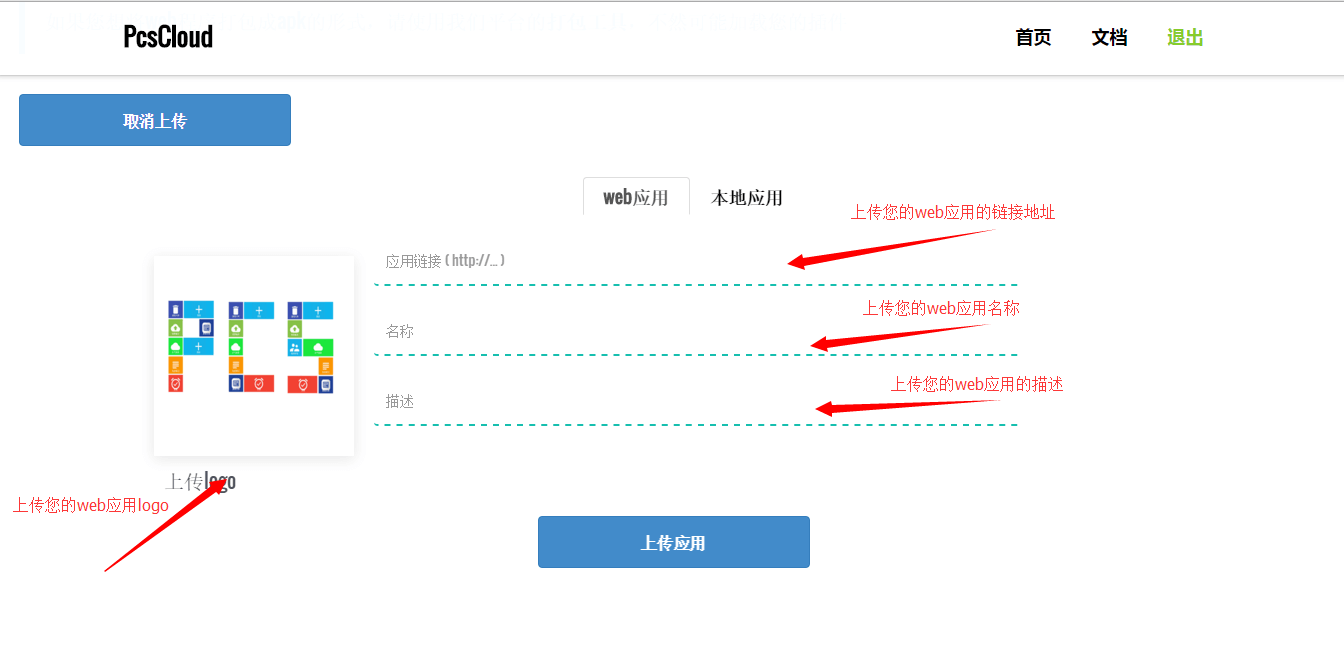 PcsCloud
首页
文档
退出
取消上传
web应用
本地应用
上传您的web应用的链接地址
应用链接 ( http://... )
上传您的web应用名称
名称
上传您的web应用的描述
描述
上传logo
上传您的web应用logo
上传应用